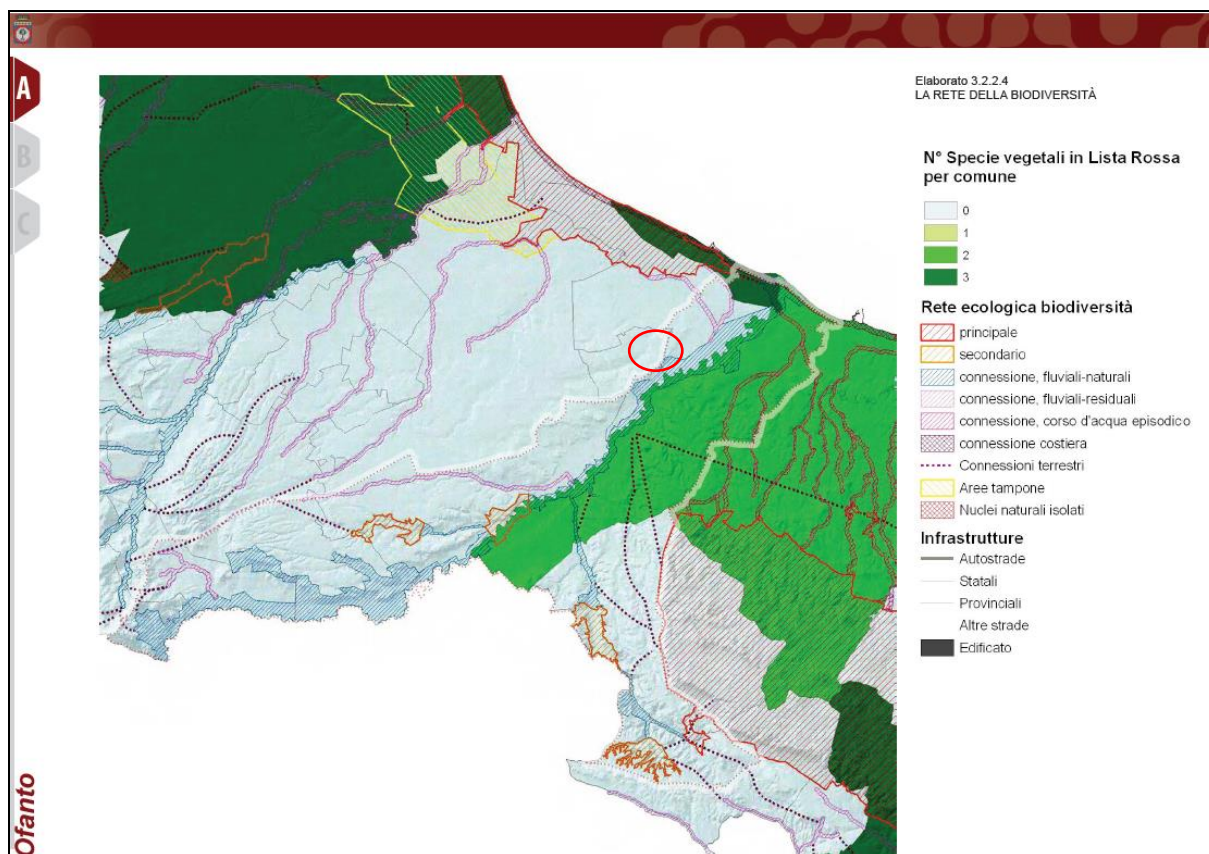 A
B
C
Ofanto
Elaborato 3.2.2.4
LA RETE DELLA BIODIVERSITÀ
N° Specie vegetali in Lista Rossa
per comune
0
1
2
3
Rete ecologica biodiversità
principale
secondario
connessione, fluviali-naturali
connessione, fluviali-residuali
connessione, corso d'acqua episodico
connessione costiera
Connessioni terrestri
Aree tampone
Nuclei naturali isolati
Infrastrutture
Autostrade
Statali
Provinciali
Altre strade
Edificato